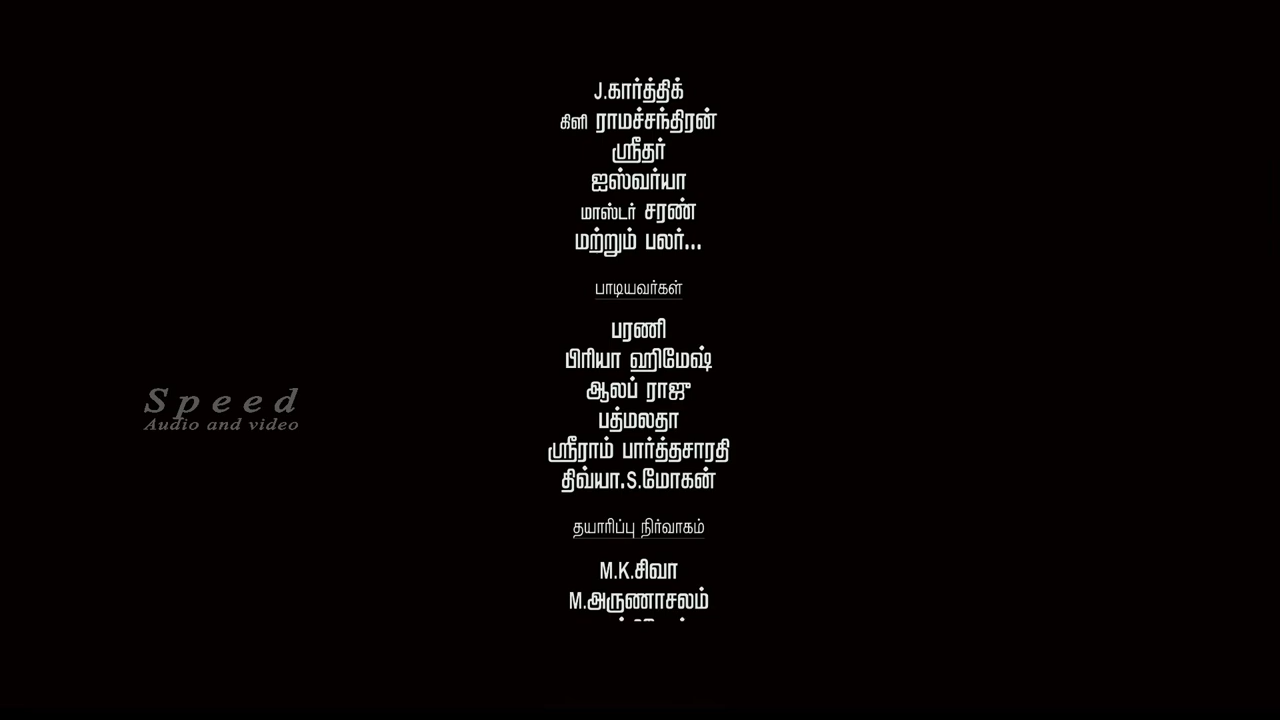 J.கார்த்திக்
கிளி ராமச்சந்திரன்
ஸ்ரீதர்
ஐஸ்வர்யா
மாஸ்டர் சரண்
மற்றும் பலர்...
பாடியவர்கள்
பரணி
பிரியா ஹிமேஷ்
ஆலப் ராஜு
பத்மலதா
ஸ்ரீராம் பார்த்தசாரதி
திவ்யா.S.மோகன்
Speed
Audio and video
தயாரிப்பு நிர்வாகம்
M.K.சிவா
M.அருணாசலம்